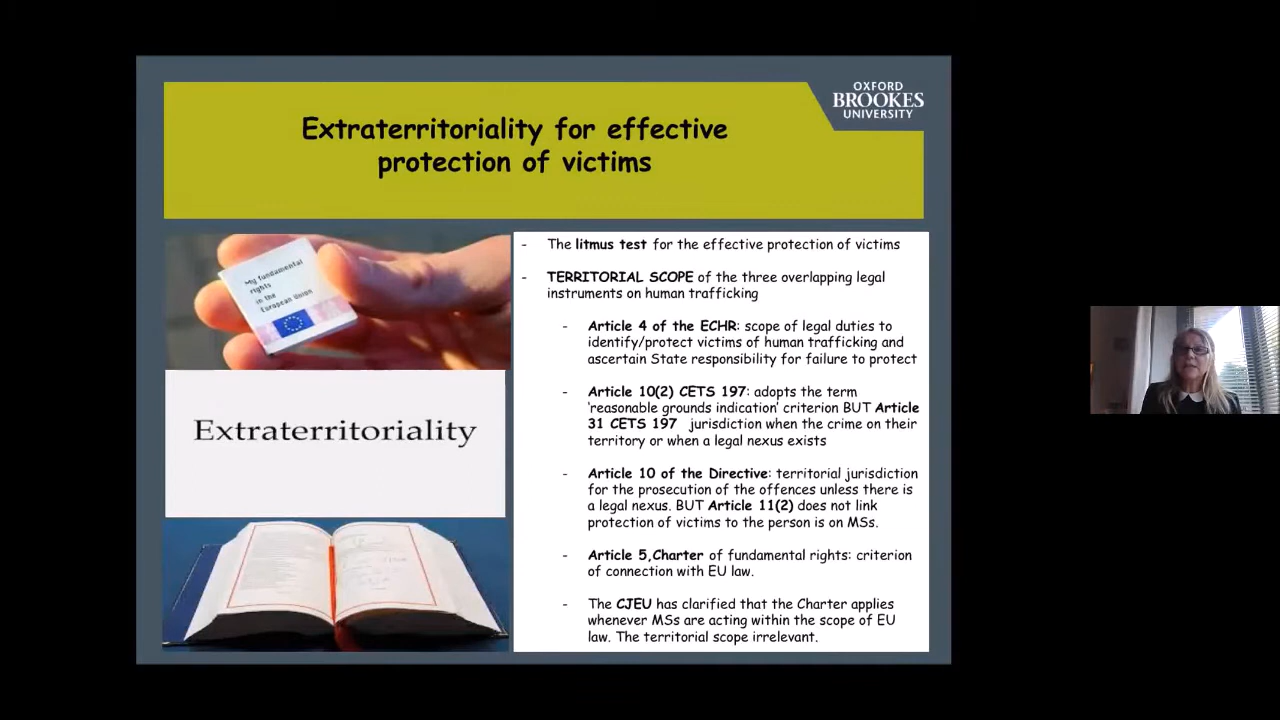 OXFORD
BROOKES
UNIVERSITY
Extraterritoriality for effective
protection of victims
My fundamental
rights
in the
European Union
Extraterritoriality
- The litmus test for the effective protection of victims
- TERRITORIAL SCOPE of the three overlapping legal
instruments on human trafficking
- Article 4 of the ECHR: scope of legal duties to
identify/protect victims of human trafficking and
ascertain State responsibility for failure to protect
- Article 10(2) CETS 197: adopts the term
‘reasonable grounds indication’ criterion BUT Article
31 CETS 197 jurisdiction when the crime on their
territory or when a legal nexus exists
- Article 10 of the Directive: territorial jurisdiction
for the prosecution of the offences unless there is
a legal nexus. BUT Article 11(2) does not link
protection of victims to the person is on MSs.
- Article 5,Charter of fundamental rights: criterion
of connection with EU law.
- The CJEU has clarified that the Charter applies
whenever MSs are acting within the scope of EU
law. The territorial scope irrelevant.